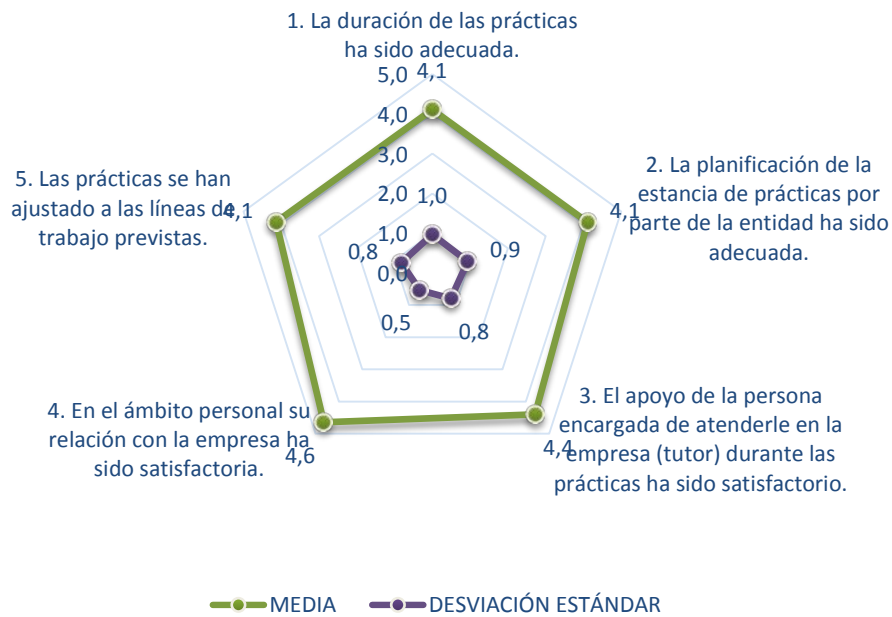 1. La duración de las prácticas
ha sido adecuada.
4,1
5,0
4,0
3,0
2,0
1,0
0,0
1,0
2. La planificación de la
estancia de prácticas por
parte de la entidad ha sido
adecuada.
4,1
0,9
3. El apoyo de la persona
encargada de atenderle en la
empresa (tutor) durante las
prácticas ha sido satisfactorio.
4,4
0,8
4. En el ámbito personal su
relación con la empresa ha
sido satisfactoria.
4,6
0,5
5. Las prácticas se han
ajustado a las líneas de
trabajo previstas.
4,1
0,8
MEDIA
DESVIACIÓN ESTÁNDAR